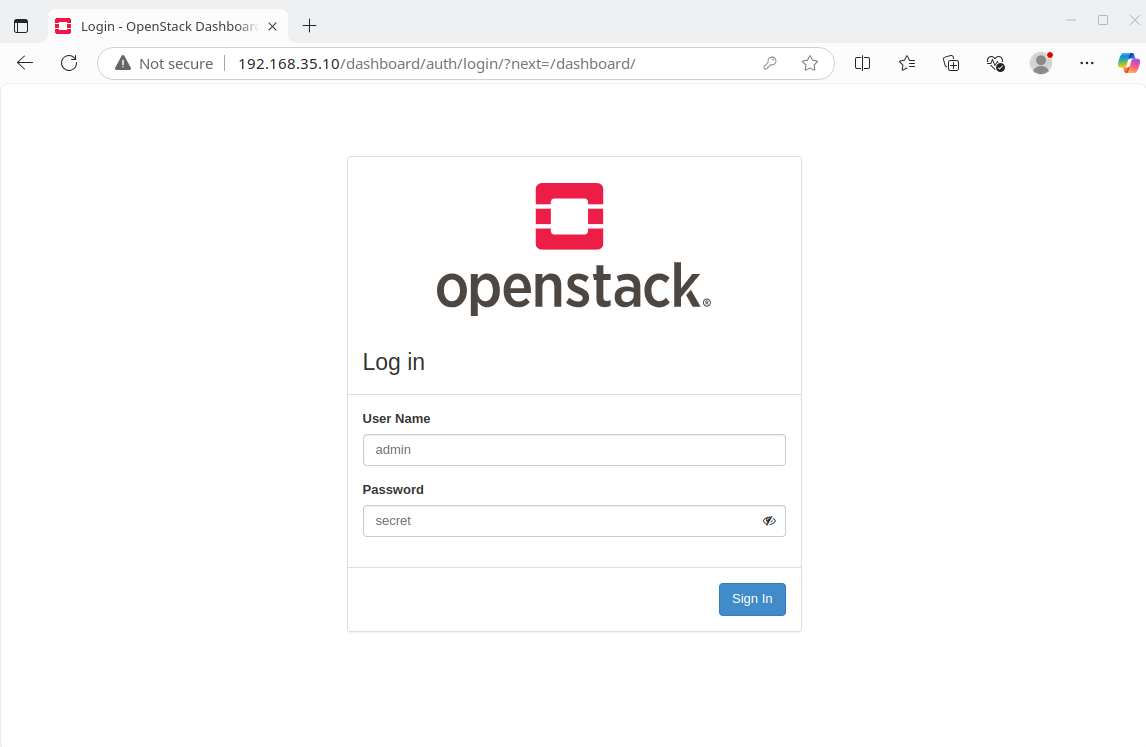 Login - OpenStack Dashboard
Not secure 192.168.35.10/dashboard/auth/login/?next=/dashboard/
openstack.®
Log in
User Name
admin
Password
secret
Sign In